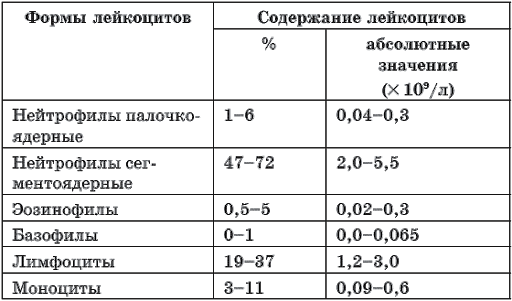 Формы лейкоцитов Содержание лейкоцитов
% абсолютные
значения
(× 10⁹/л)
Нейтрофилы палочко- 1–6 0,04–0,3
ядерные
Нейтрофилы сег- 47–72 2,0–5,5
ментоядерные
Эозинофилы 0,5–5 0,02–0,3
Базофилы 0–1 0,0–0,065
Лимфоциты 19–37 1,2–3,0
Моноциты 3–11 0,09–0,6